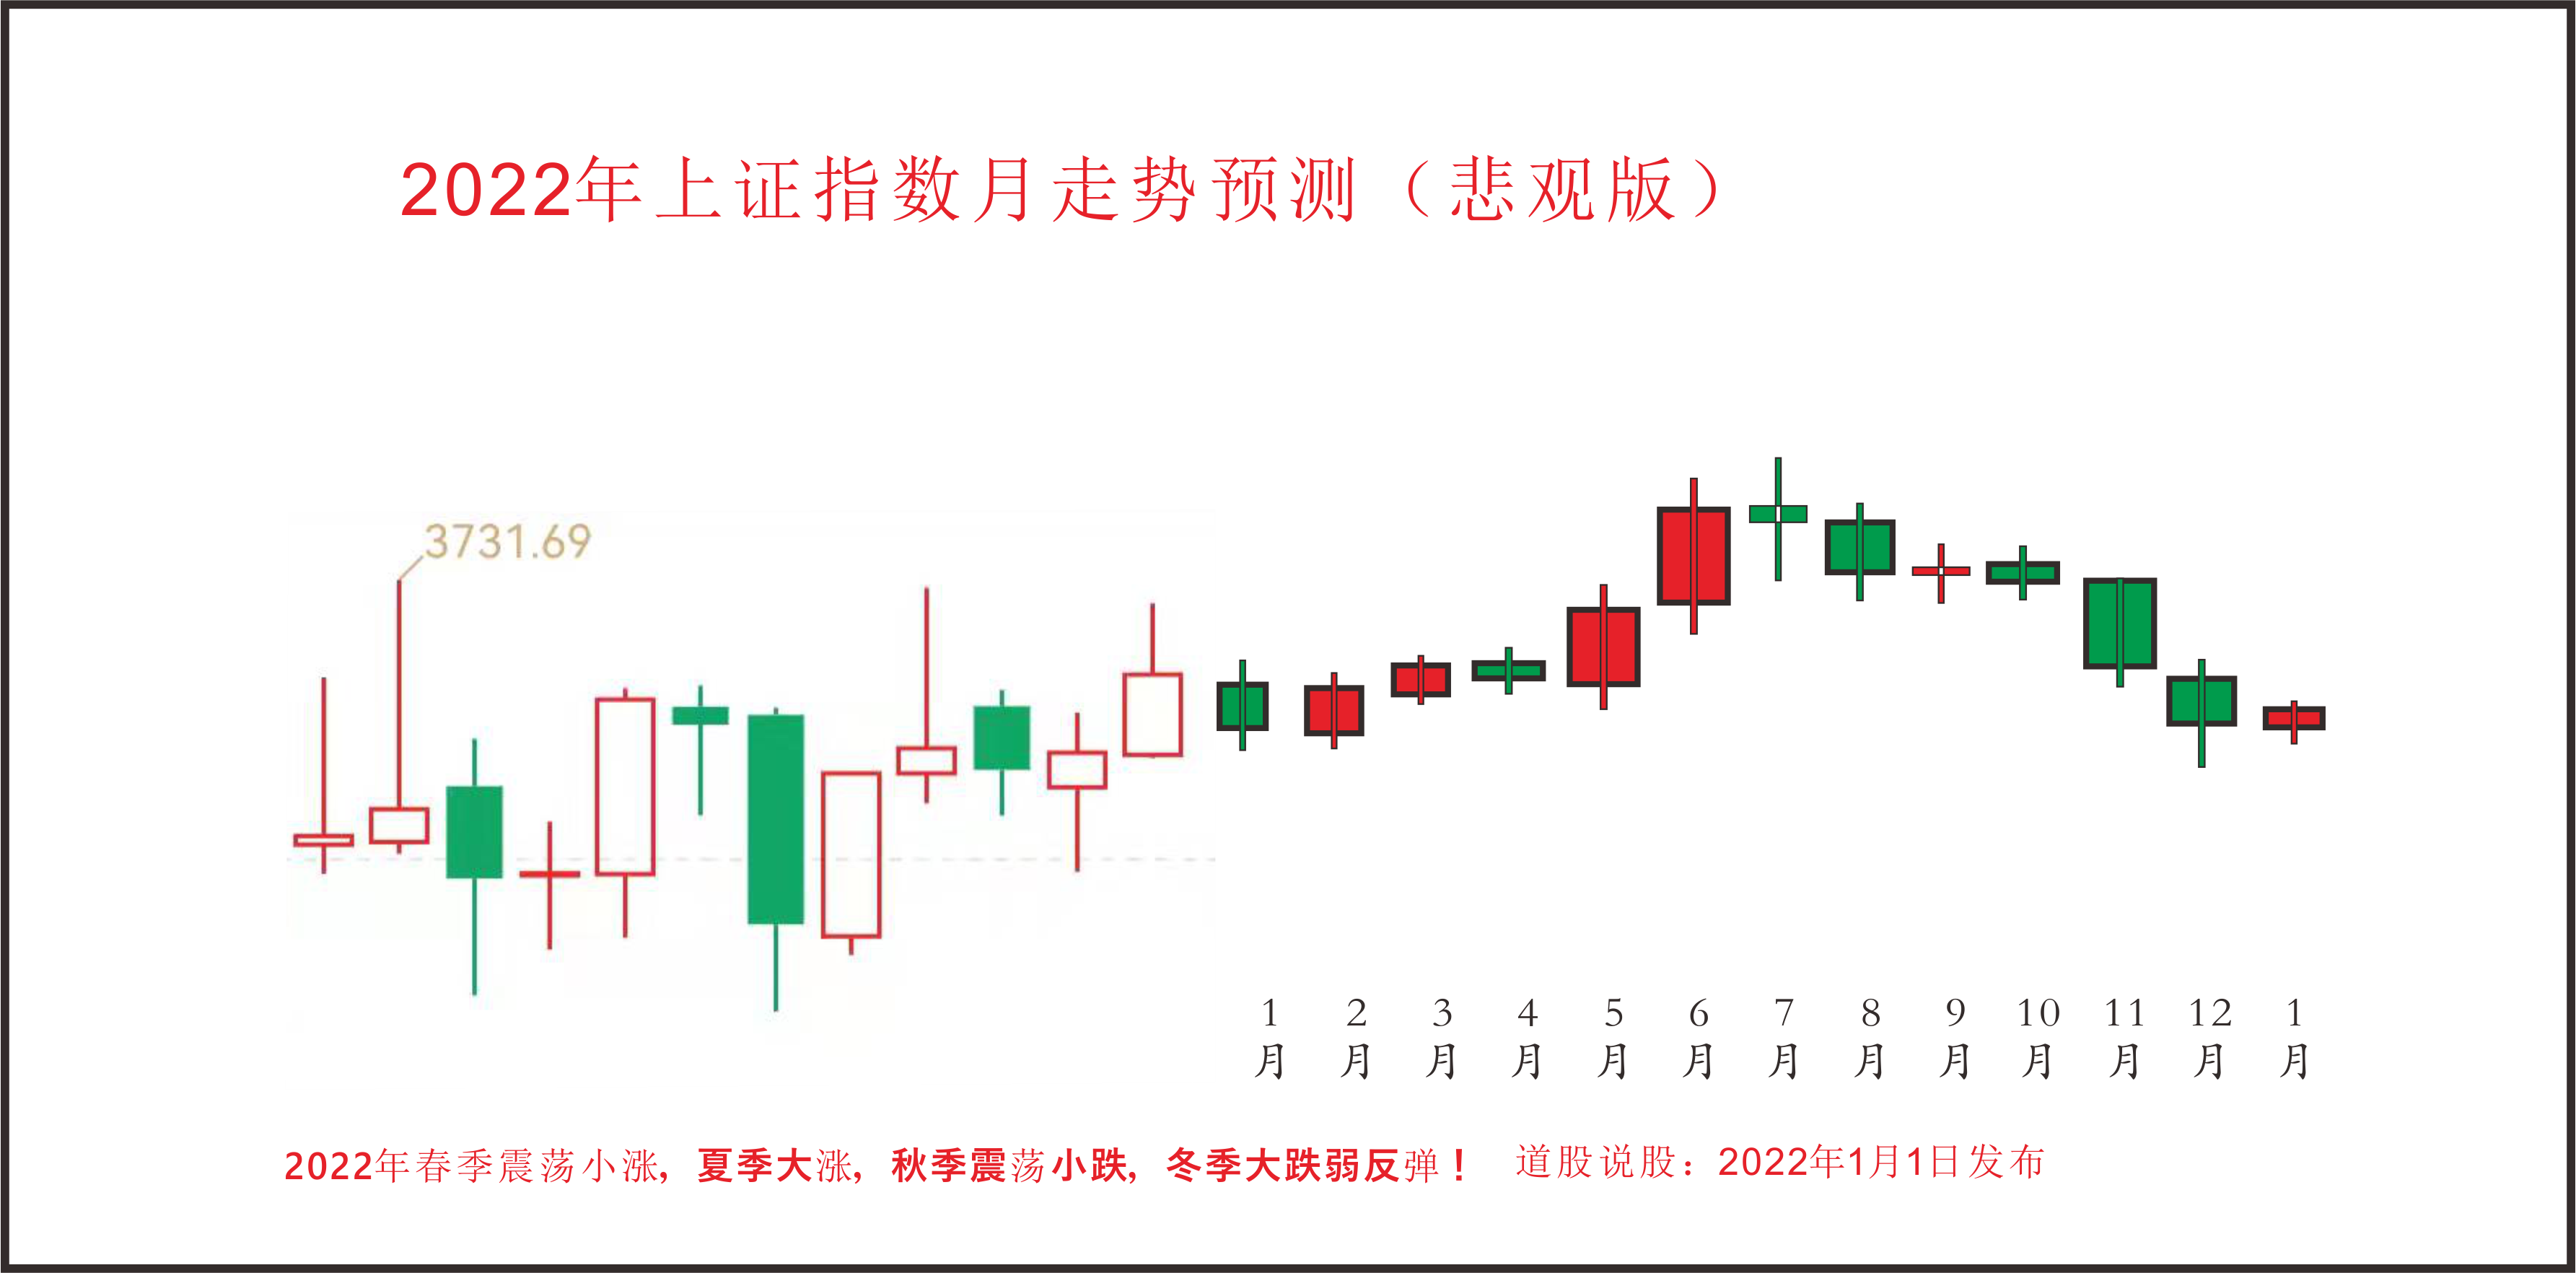 2022年上证指数月走势预测（悲观版）
3731.69
1月 2月 3月 4月 5月 6月 7月 8月 9月 10月 11月 12月 1月
2022年春季震荡小涨，夏季大涨，秋季震荡小跌，冬季大跌弱反弹！ 道股说股：2022年1月1日发布